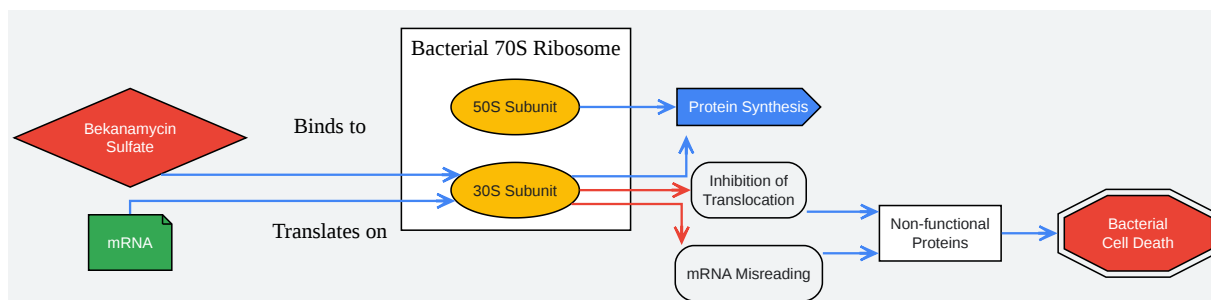 Bacterial 70S Ribosome
50S Subunit
Protein Synthesis
Bekanamycin
Sulfate
Binds to
30S Subunit
Inhibition of
Translocation
mRNA
Translates on
mRNA Misreading
Non-functional
Proteins
Bacterial
Cell Death